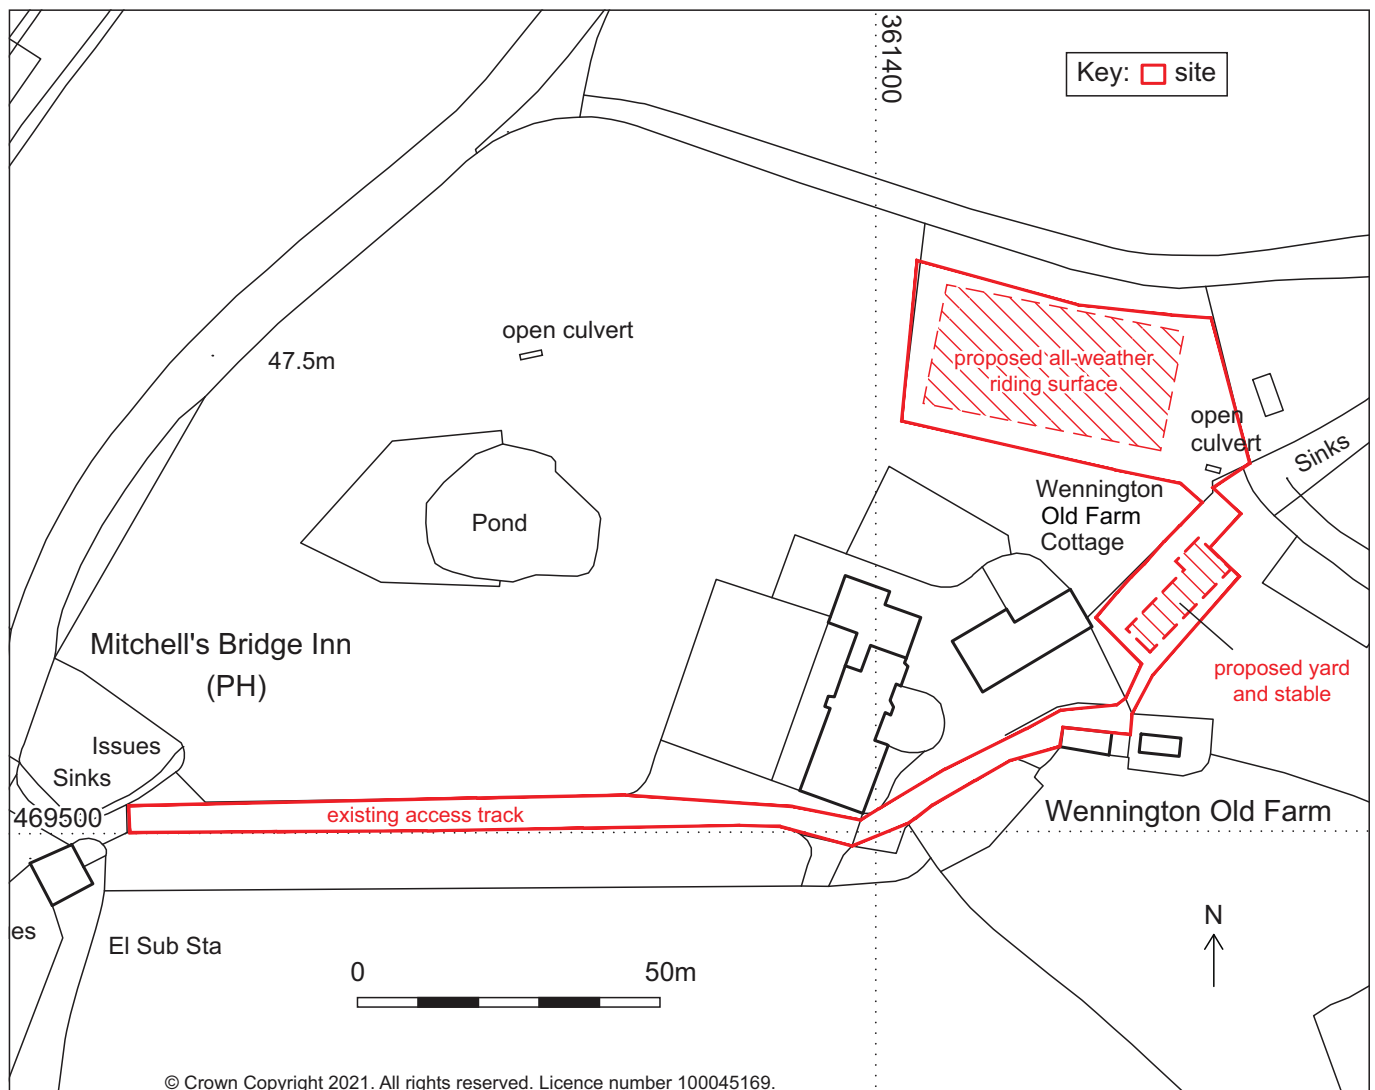 361400
Key: site
open culvert
47.5m
proposed all-weather
riding surface
open
culvert
Sinks
Wennington
Old Farm
Cottage
Pond
Mitchell's Bridge Inn
(PH)
proposed yard
and stable
Issues
Sinks
469500
existing access track
Wennington Old Farm
es
El Sub Sta
N
0 50m
© Crown Copyright 2021. All rights reserved. Licence number 100045169.